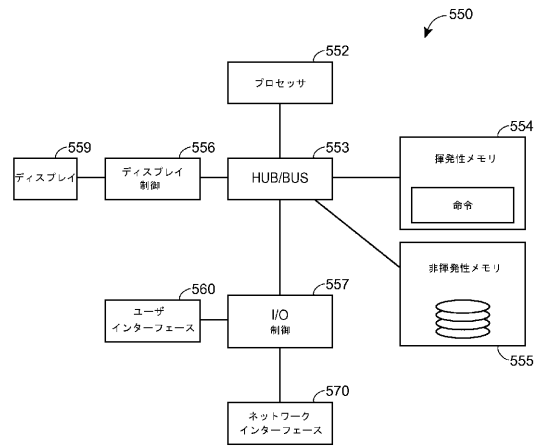 550
552
プロセッサ
559
ディスプレイ
556
ディスプレイ
制御
553
HUB/BUS
554
揮発性メモリ
命令
非揮発性メモリ
555
560
ユーザ
インターフェース
557
I/O
制御
570
ネットワーク
インターフェース